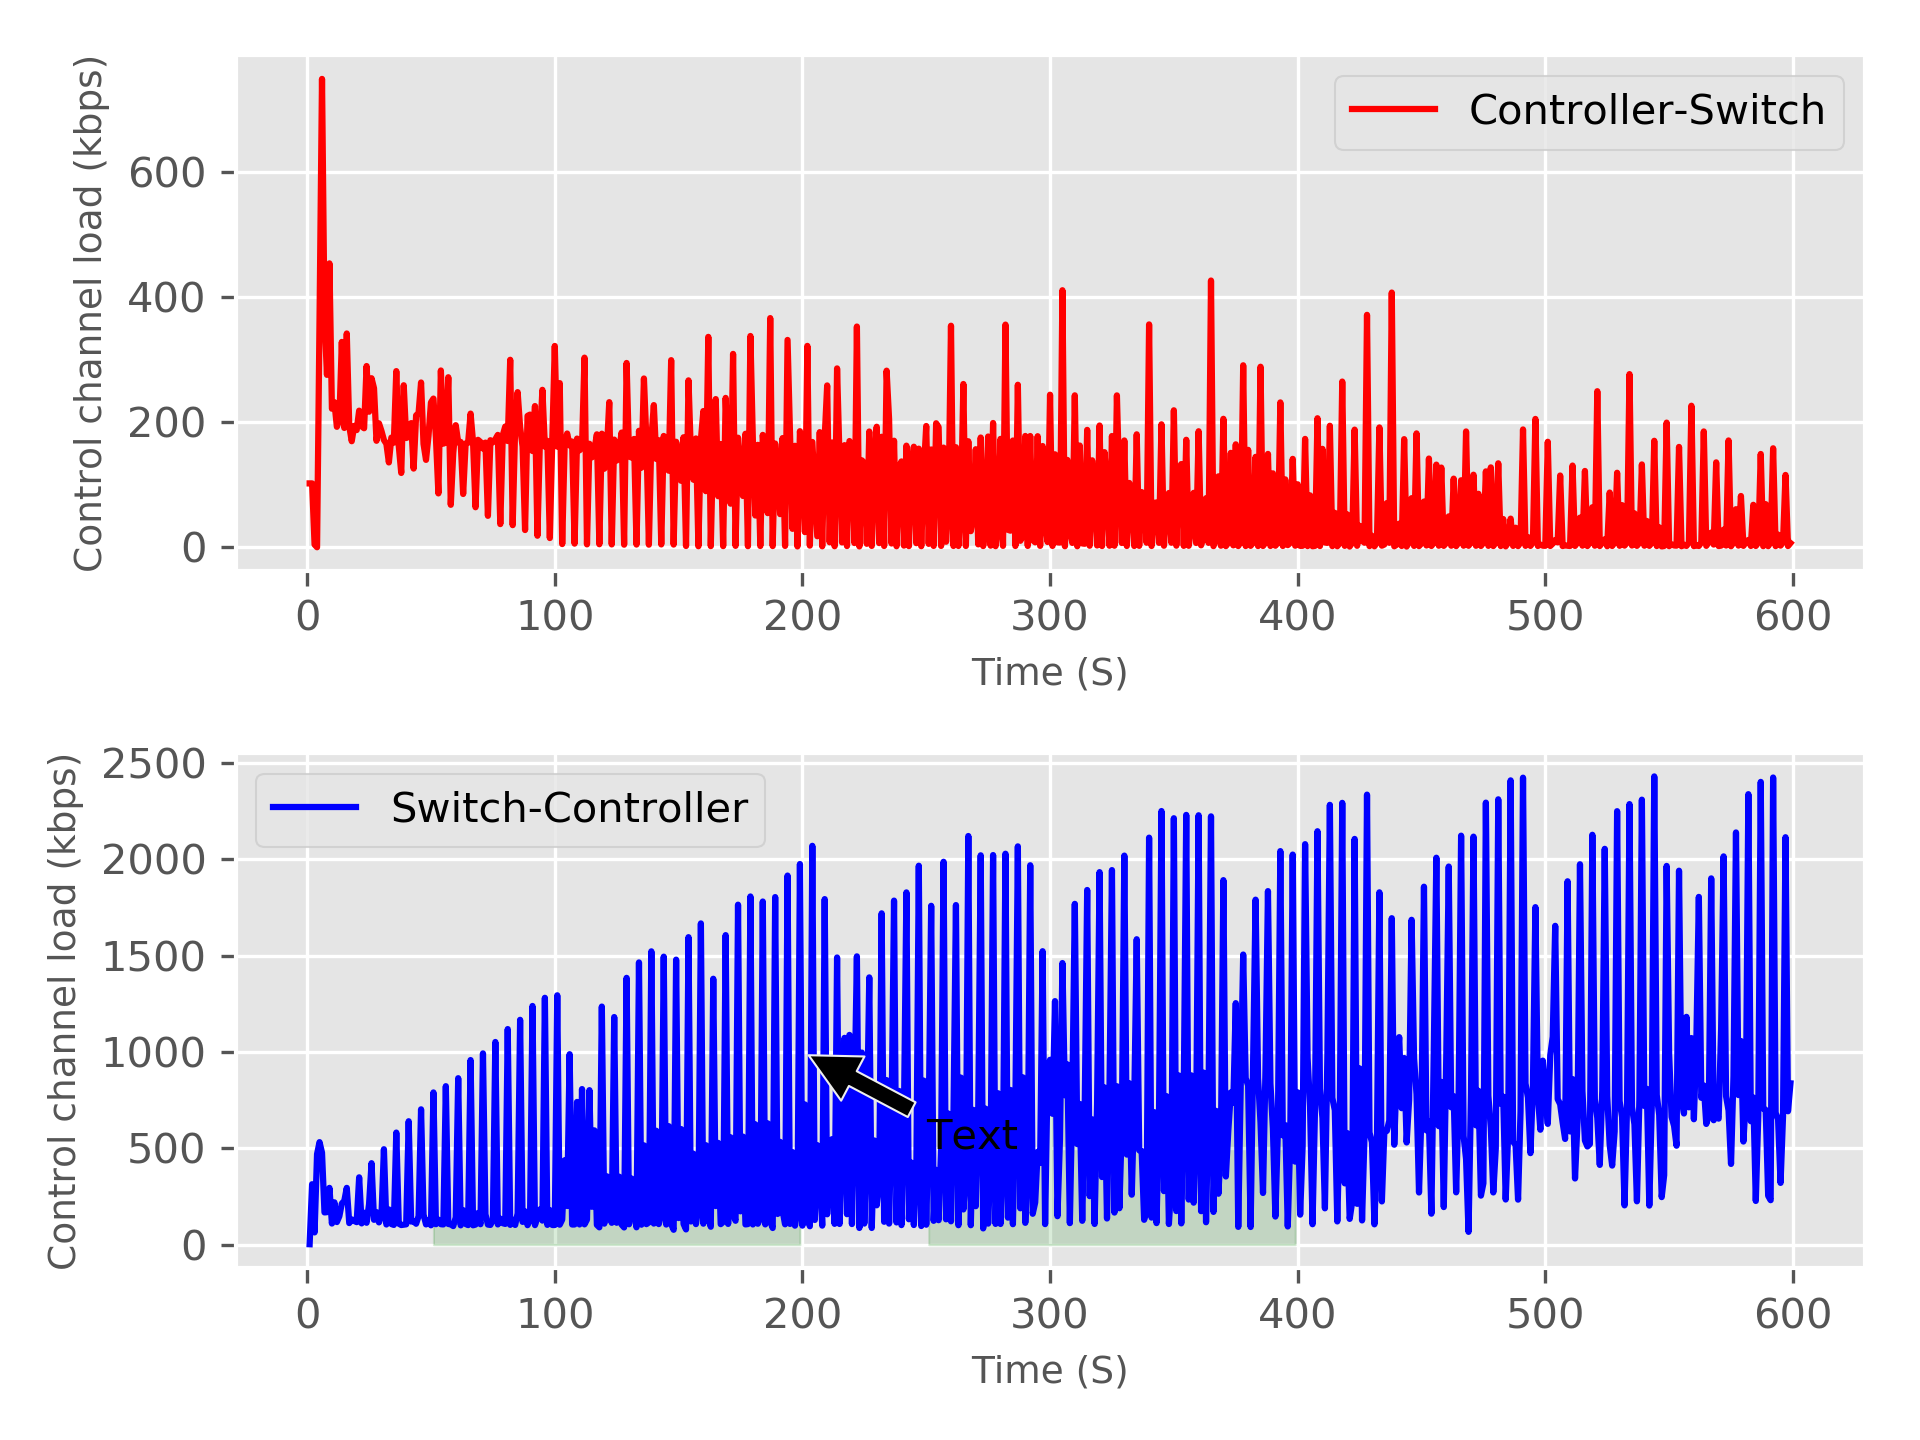 Control channel load (kbps)
600
400
200
0
Controller-Switch
0 100 200 300 400 500 600
Time (S)
Control channel load (kbps)
2500
2000
1500
1000
500
0
Switch-Controller
Text
0 100 200 300 400 500 600
Time (S)